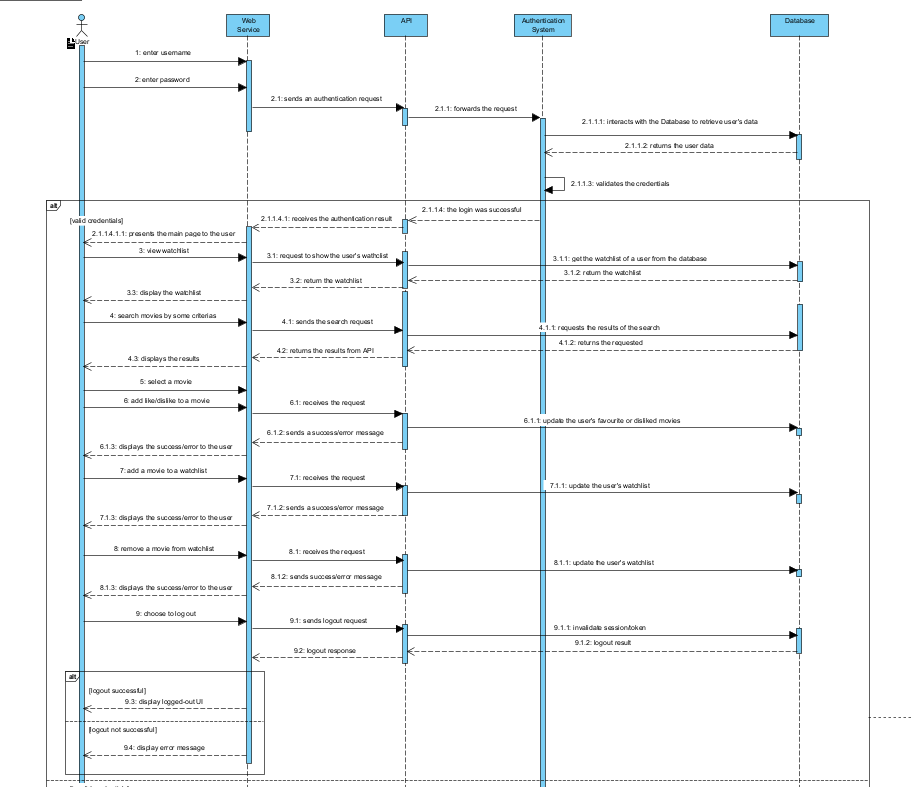 User
Web
Service
API
Authentication
System
Database
1: enter username
2: enter password
2.1: sends an authentication request
2.1.1: forwards the request
2.1.1.1: interacts with the Database to retrieve user's data
2.1.1.2: returns the user data
2.1.1.3: validates the credentials
alt
[valid credentials]
2.1.1.4: the login was successful
2.1.1.4.1: receives the authentication result
2.1.1.4.1.1: presents the main page to the user
3: view watchlist
3.1: request to show the user's wathclist
3.1.1: get the watchlist of a user from the database
3.1.2: return the watchlist
3.2: return the watchlist
3.3: display the watchlist
4: search movies by some criterias
4.1: sends the search request
4.1.1: requests the results of the search
4.1.2: returns the requested
4.2: returns the results from API
4.3: displays the results
5: select a movie
6: add like/dislike to a movie
6.1: receives the request
6.1.1: update the user's favourite or disliked movies
6.1.2: sends a success/error message
6.1.3: displays the success/error to the user
7: add a movie to a watchlist
7.1: receives the request
7.1.1: update the user's watchlist
7.1.2: sends a success/error message
7.1.3: displays the success/error to the user
8: remove a movie from watchlist
8.1: receives the request
8.1.1: update the user's watchlist
8.1.2: sends success/error message
8.1.3: displays the success/error to the user
9: choose to log out
9.1: sends logout request
9.1.1: invalidate session/token
9.1.2: logout result
9.2: logout response
alt
[logout successful]
9.3: display logged-out UI
[logout not successful]
9.4: display error message